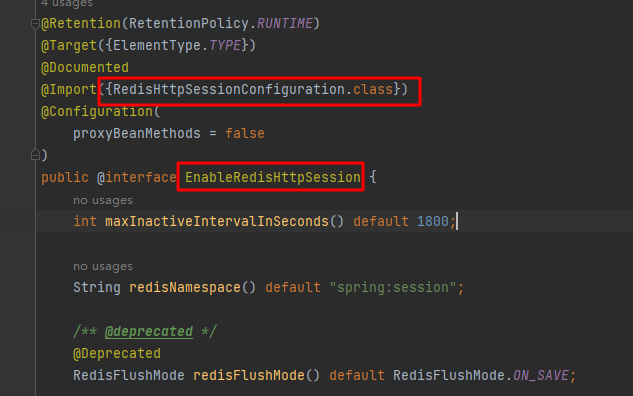 4 usages
@Retention(RetentionPolicy.RUNTIME)
@Target({ElementType.TYPE})
@Documented
@Import({RedisHttpSessionConfiguration.class})
@Configuration(
    proxyBeanMethods = false
)
public @interface EnableRedisHttpSession {
    no usages
    int maxInactiveIntervalInSeconds() default 1800;
    no usages
    String redisNamespace() default "spring:session";
    /** @deprecated */
    @Deprecated
    RedisFlushMode redisFlushMode() default RedisFlushMode.ON_SAVE;